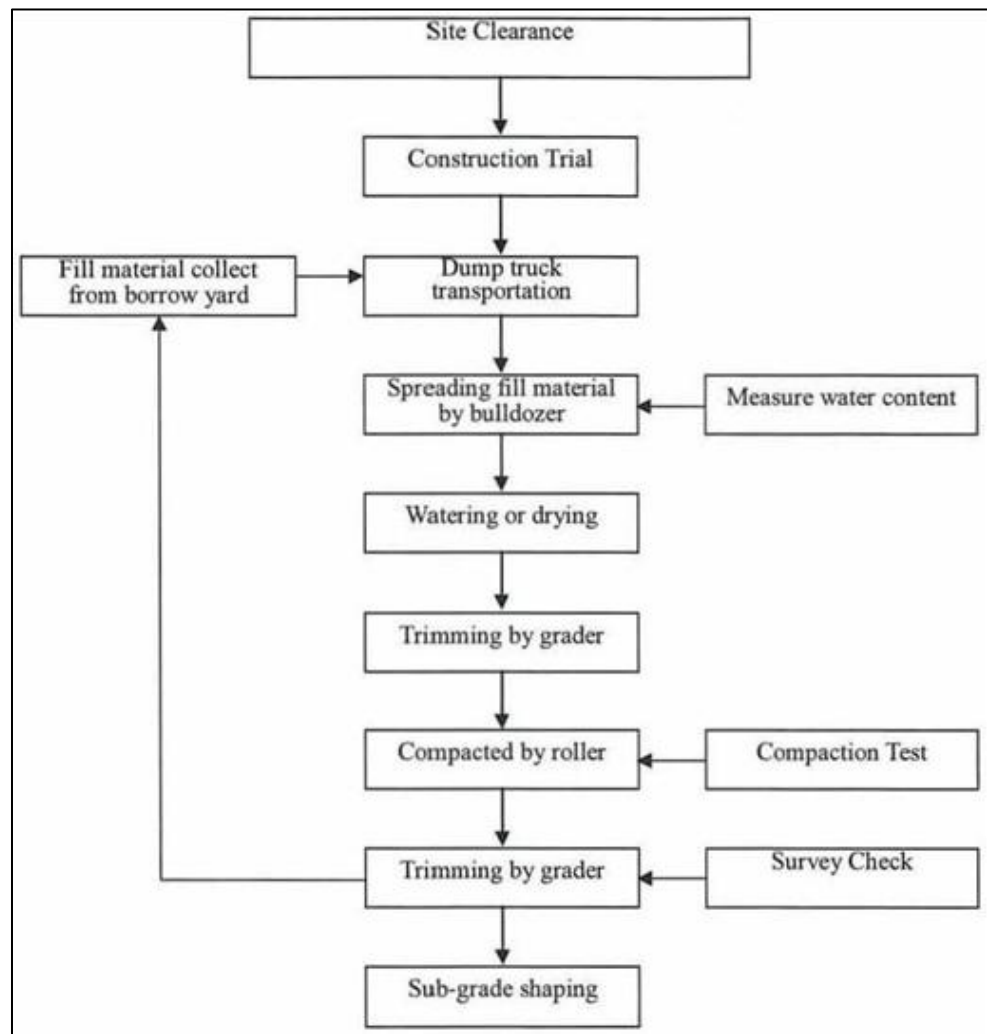 Site Clearance
Construction Trial
Fill material collect
from borrow yard
Dump truck
transportation
Spreading fill material
by bulldozer
Measure water content
Watering or drying
Trimming by grader
Compacted by roller
Compaction Test
Trimming by grader
Survey Check
Sub-grade shaping